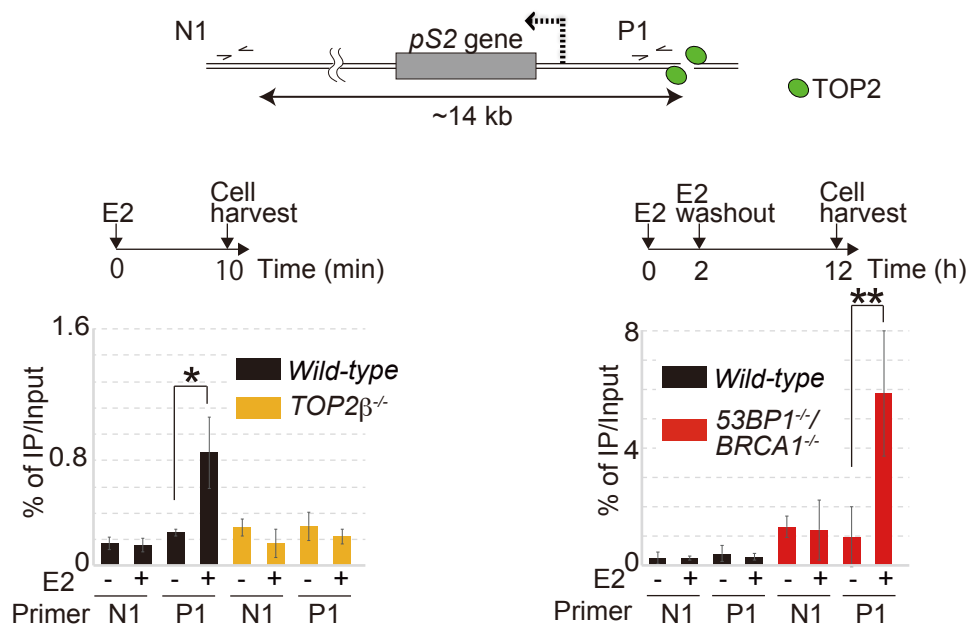 N1
pS2 gene
P1
TOP2
~14 kb
E2
Cell harvest
0
10
Time (min)
1.6
0.8
0
% of IP/Input
*
Wild-type
TOP2β-/-
E2
- + - + - + - +
Primer
N1 P1 N1 P1
E2
E2 washout
Cell harvest
0
2
12
Time (h)
8
4
0
% of IP/Input
**
Wild-type
53BP1-/-/
BRCA1-/-
E2
- + - + - + - +
Primer
N1 P1 N1 P1